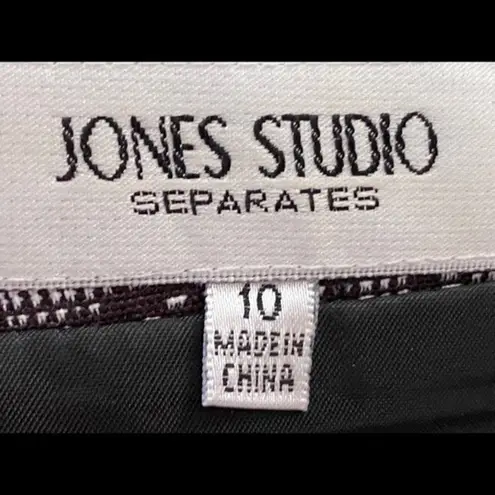 JONES STUDIO
SEPARATES
10
MADE IN
CHINA